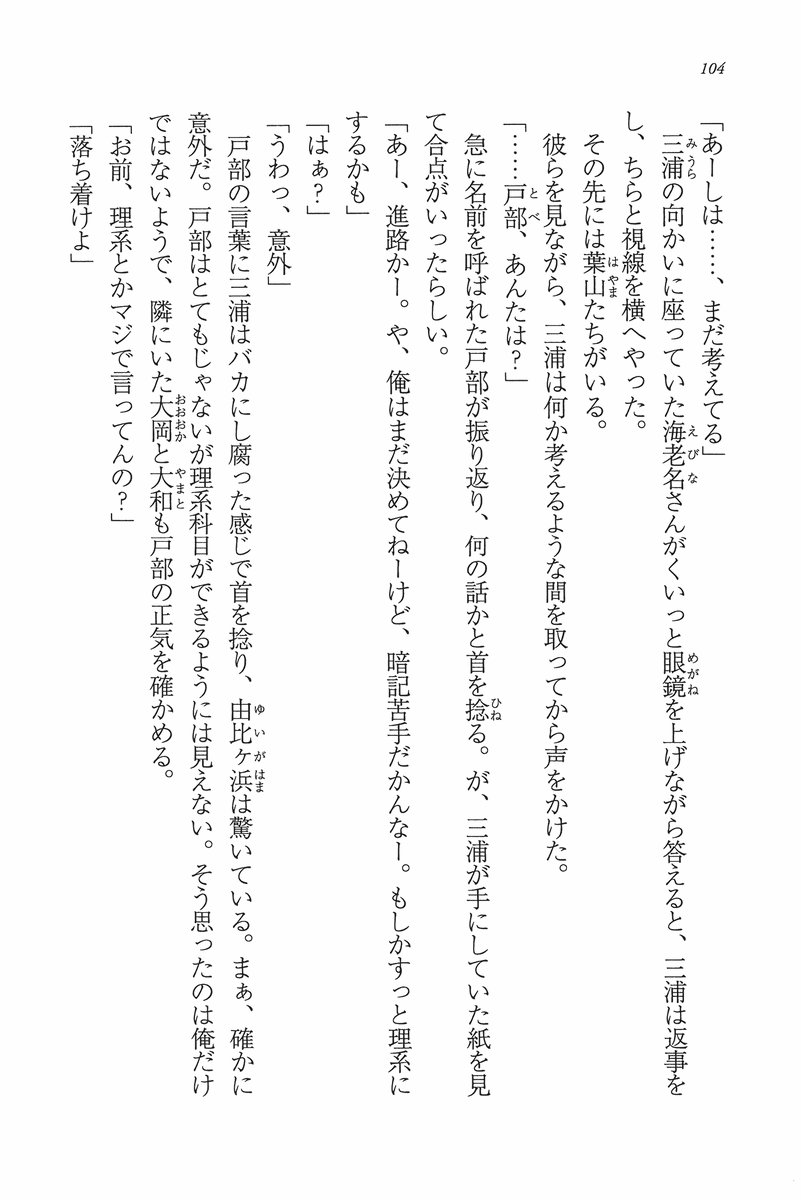 104
「あーしは……、まだ考えてる」
三浦の向かいに座っていた海老名さんがくいっと眼鏡を上げながら答えると、三浦は返事を
し、ちらと視線を横へやった。
その先には葉山たちがいる。
彼らを見ながら、三浦は何か考えるような間を取ってから声をかけた。
「……戸部、あんたは？」
急に名前を呼ばれた戸部が振り返り、何の話かと首を捻る。が、三浦が手にしていた紙を見
て合点がいったらしい。
「あー、進路かー。や、俺はまだ決めてねーけど、暗記苦手だかんなー。もしかすっと理系に
するかも」
「はぁ？」
「うわっ、意外」
戸部の言葉に三浦はバカにし腐った感じで首を捻り、由比ヶ浜は驚いている。まぁ、確かに
意外だ。戸部はとてもじゃないが理系科目ができるようには見えない。そう思ったのは俺だけ
ではないようで、隣にいた大岡と大和も戸部の正気を確かめる。
「お前、理系とかマジで言ってんの？」
「落ち着けよ」